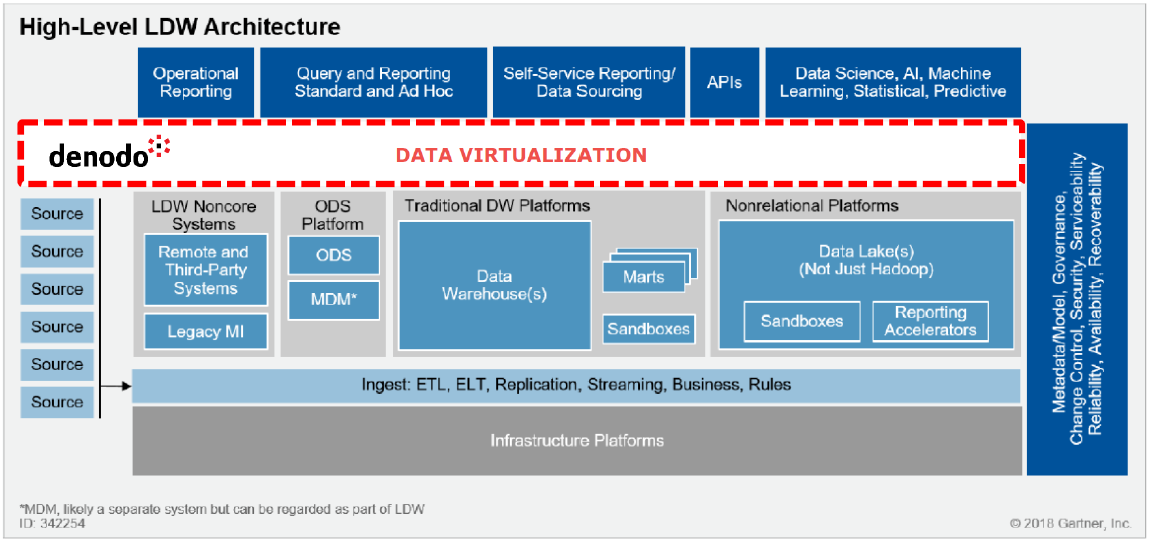 High-Level LDW Architecture
Operational
Reporting
Query and Reporting
Standard and Ad Hoc
Self-Service Reporting/
Data Sourcing
APIs
Data Science, AI, Machine
Learning, Statistical, Predictive
denodo
DATA VIRTUALIZATION
Source
Source
Source
Source
Source
Source
LDW Noncore
Systems
Remote and
Third-Party
Systems
Legacy MI
ODS
Platform
ODS
MDM*
Traditional DW Platforms
Data
Warehouse(s)
Marts
Sandboxes
Nonrelational Platforms
Data Lake(s)
(Not Just Hadoop)
Sandboxes
Reporting
Accelerators
Ingest: ETL, ELT, Replication, Streaming, Business, Rules
Infrastructure Platforms
Metadata/Model, Governance,
Change Control, Security, Serviceability
Reliability, Availability, Recoverability
*MDM, likely a separate system but can be regarded as part of LDW
ID: 342254
© 2018 Gartner, Inc.